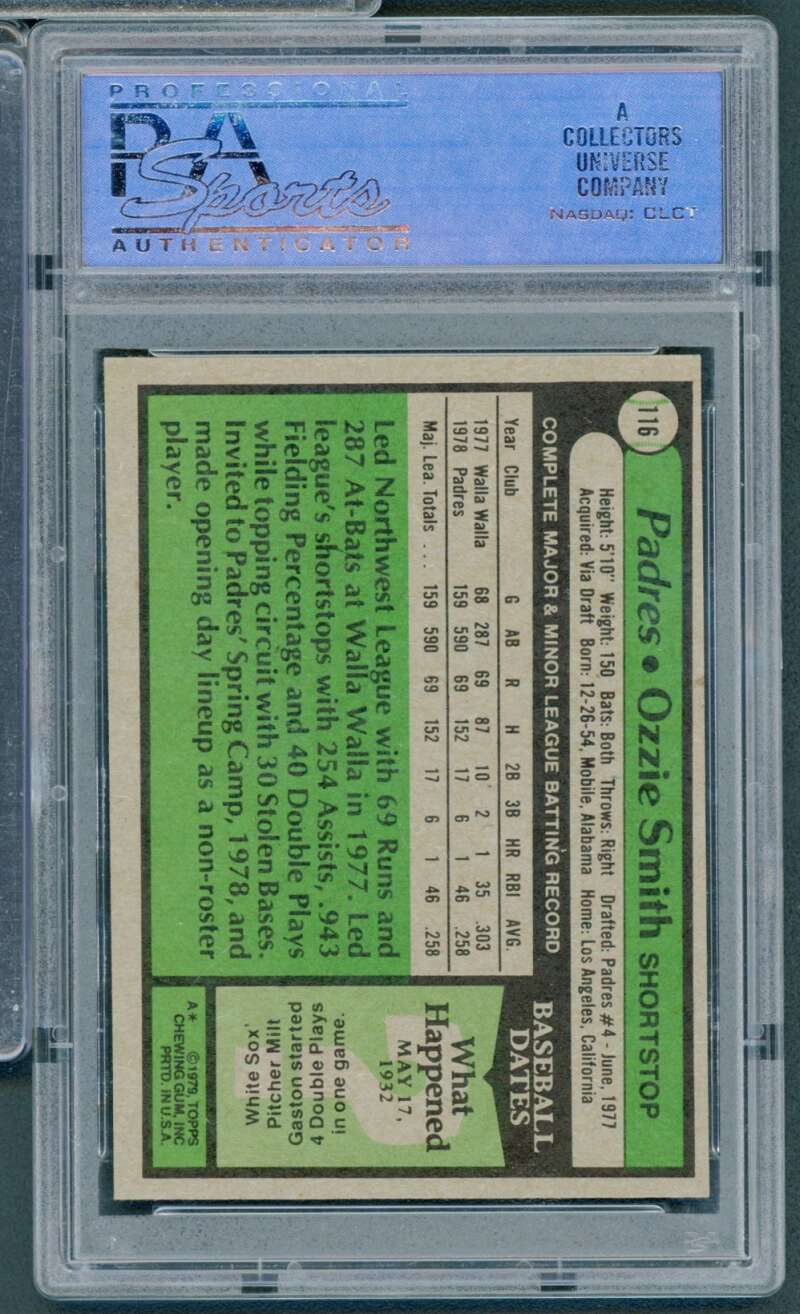 PROFESSIONAL
PSA
Sports
AUTHENTICATOR
A
COLLECTORS
UNIVERSE
COMPANY
NASDAQ: CLCT
116
Padres • Ozzie Smith SHORTSTOP
Height: 5'10" Weight: 150 Bats: Both Throws: Right Drafted: Padres #4 - June, 1977
Acquired: Via Draft Born: 12-26-54, Mobile, Alabama Home: Los Angeles, California
COMPLETE MAJOR & MINOR LEAGUE BATTING RECORD
Year Club G AB R H 2B 3B HR RBI AVG.
1977 Walla Walla 68 287 69 87 10 2 1 35 .303
1978 Padres 159 590 69 152 17 6 1 46 .258
Maj. Lea. Totals .... 159 590 69 152 17 6 1 46 .258
Led Northwest League with 69 Runs and
287 At-Bats at Walla Walla in 1977. Led
league's shortstops with 254 Assists, .943
Fielding Percentage and 40 Double Plays
while topping circuit with 30 Stolen Bases.
Invited to Padres' Spring Camp, 1978, and
made opening day lineup as a non-roster
player.
BASEBALL
DATES
What
Happened
MAY 17,
1932
White Sox'
Pitcher Milt
Gaston started
4 Double Plays
in one game.
A* ©1979, TOPPS
CHEWING GUM, INC
PRTD. IN U.S.A.